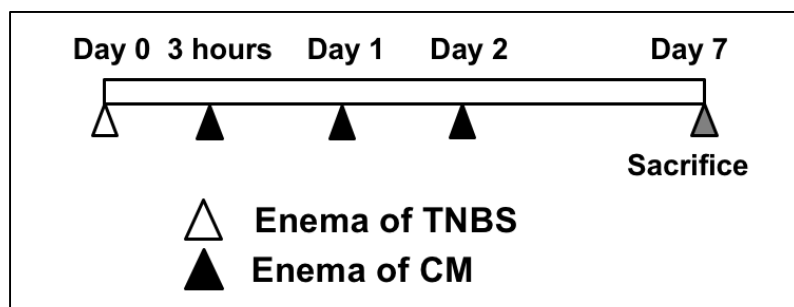 Day 0 3 hours Day 1 Day 2 Day 7
Sacrifice
Enema of TNBS
Enema of CM